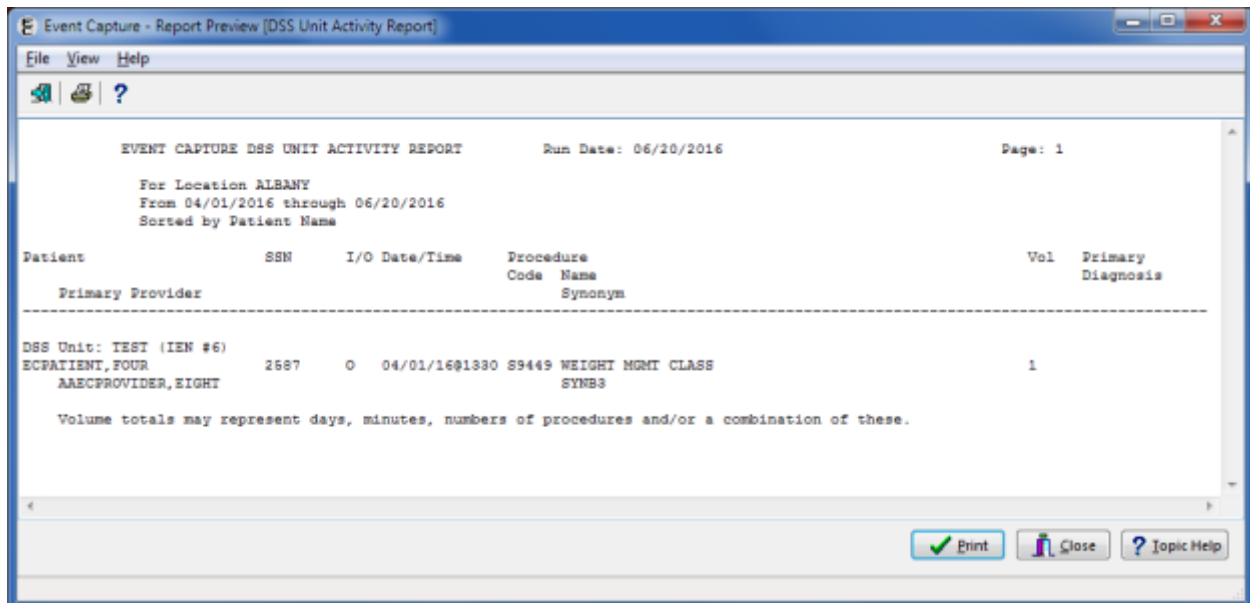 Event Capture - Report Preview [DSS Unit Activity Report]
File View Help
EVENT CAPTURE DSS UNIT ACTIVITY REPORT Run Date: 06/20/2016 Page: 1
For Location ALBANY
From 04/01/2016 through 06/20/2016
Sorted by Patient Name
Patient SSN I/O Date/Time Procedure Vol Primary
Code Name Diagnosis
Primary Provider Synonym
DSS Unit: TEST (IEN #6)
ECPATIENT,FOUR 2587 O 04/01/16@1330 S9449 WEIGHT MGMT CLASS 1
AAECPROVIDER,EIGHT SYNB3
Volume totals may represent days, minutes, numbers of procedures and/or a combination of these.
Print Close Topic Help